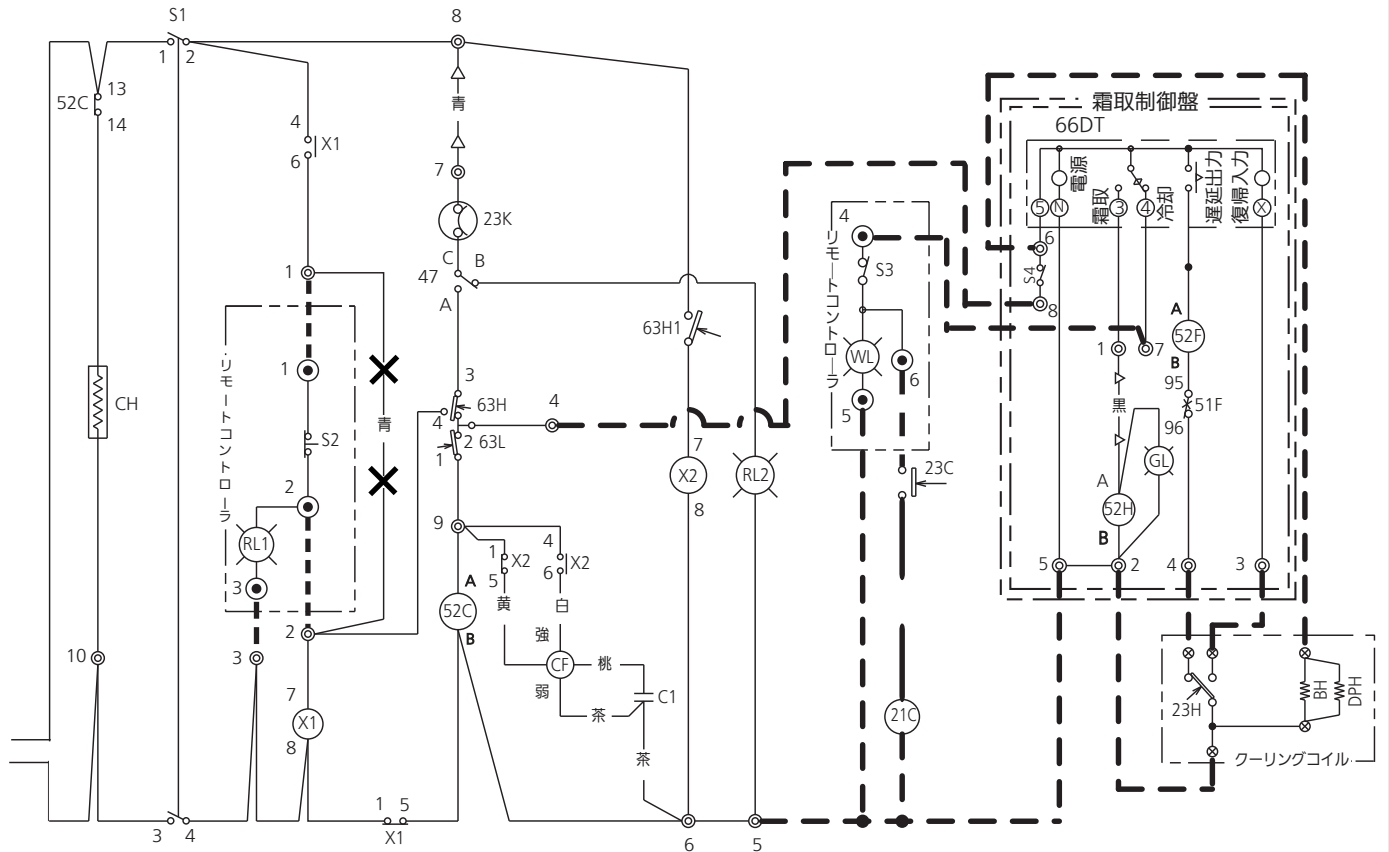 S1
8
1 2
13
52C
14
4
X1
6
青
7
23K
C
B
47
A
1
リモートコントローラ
1
S2
2
RL1
3
青
3
63H
4
2 63L
1
4
63H1
7
X2
8
RL2
9
1
X2
5
黄
4
X2
6
白
強
CF
弱
桃
茶
C1
茶
A
52C
B
CH
10
2
3
7
X1
8
3 4
1 5
X1
6
5
リモートコントローラ
4
S3
WL
5
6
23C
21C
霜取制御盤
66DT
電源
霜取
冷却
遅延出力
復帰入力
5 N 3 4 X
6
S4
8
1
7
黒
A
52F
B
95
51F
96
GL
A
52H
B
5
2
4
3
23H
BH
DPH
クーリングコイル